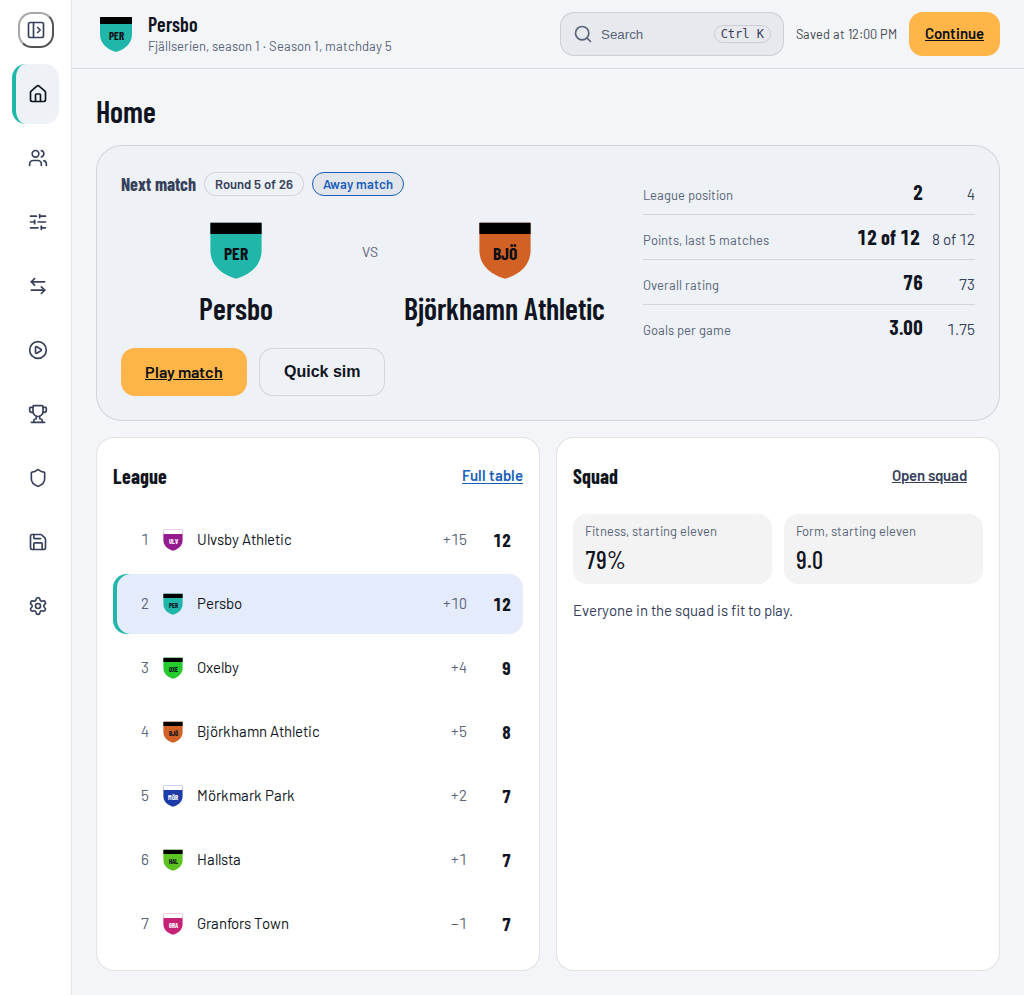 PER
Persbo
Fjällserien, season 1 · Season 1, matchday 5
Search
Ctrl K
Saved at 12:00 PM
Continue
Home
Next match
Round 5 of 26
Away match
PER
VS
BJÖ
Persbo
Björkhamn Athletic
Play match
Quick sim
League position 2 4
Points, last 5 matches 12 of 12 8 of 12
Overall rating 76 73
Goals per game 3.00 1.75
League
Full table
1 ULV Ulvsby Athletic +15 12
2 PER Persbo +10 12
3 OXE Oxelby +4 9
4 BJÖ Björkhamn Athletic +5 8
5 MÖR Mörkmark Park +2 7
6 HAL Hallsta +1 7
7 GRA Granfors Town −1 7
Squad
Open squad
Fitness, starting eleven
79%
Form, starting eleven
9.0
Everyone in the squad is fit to play.